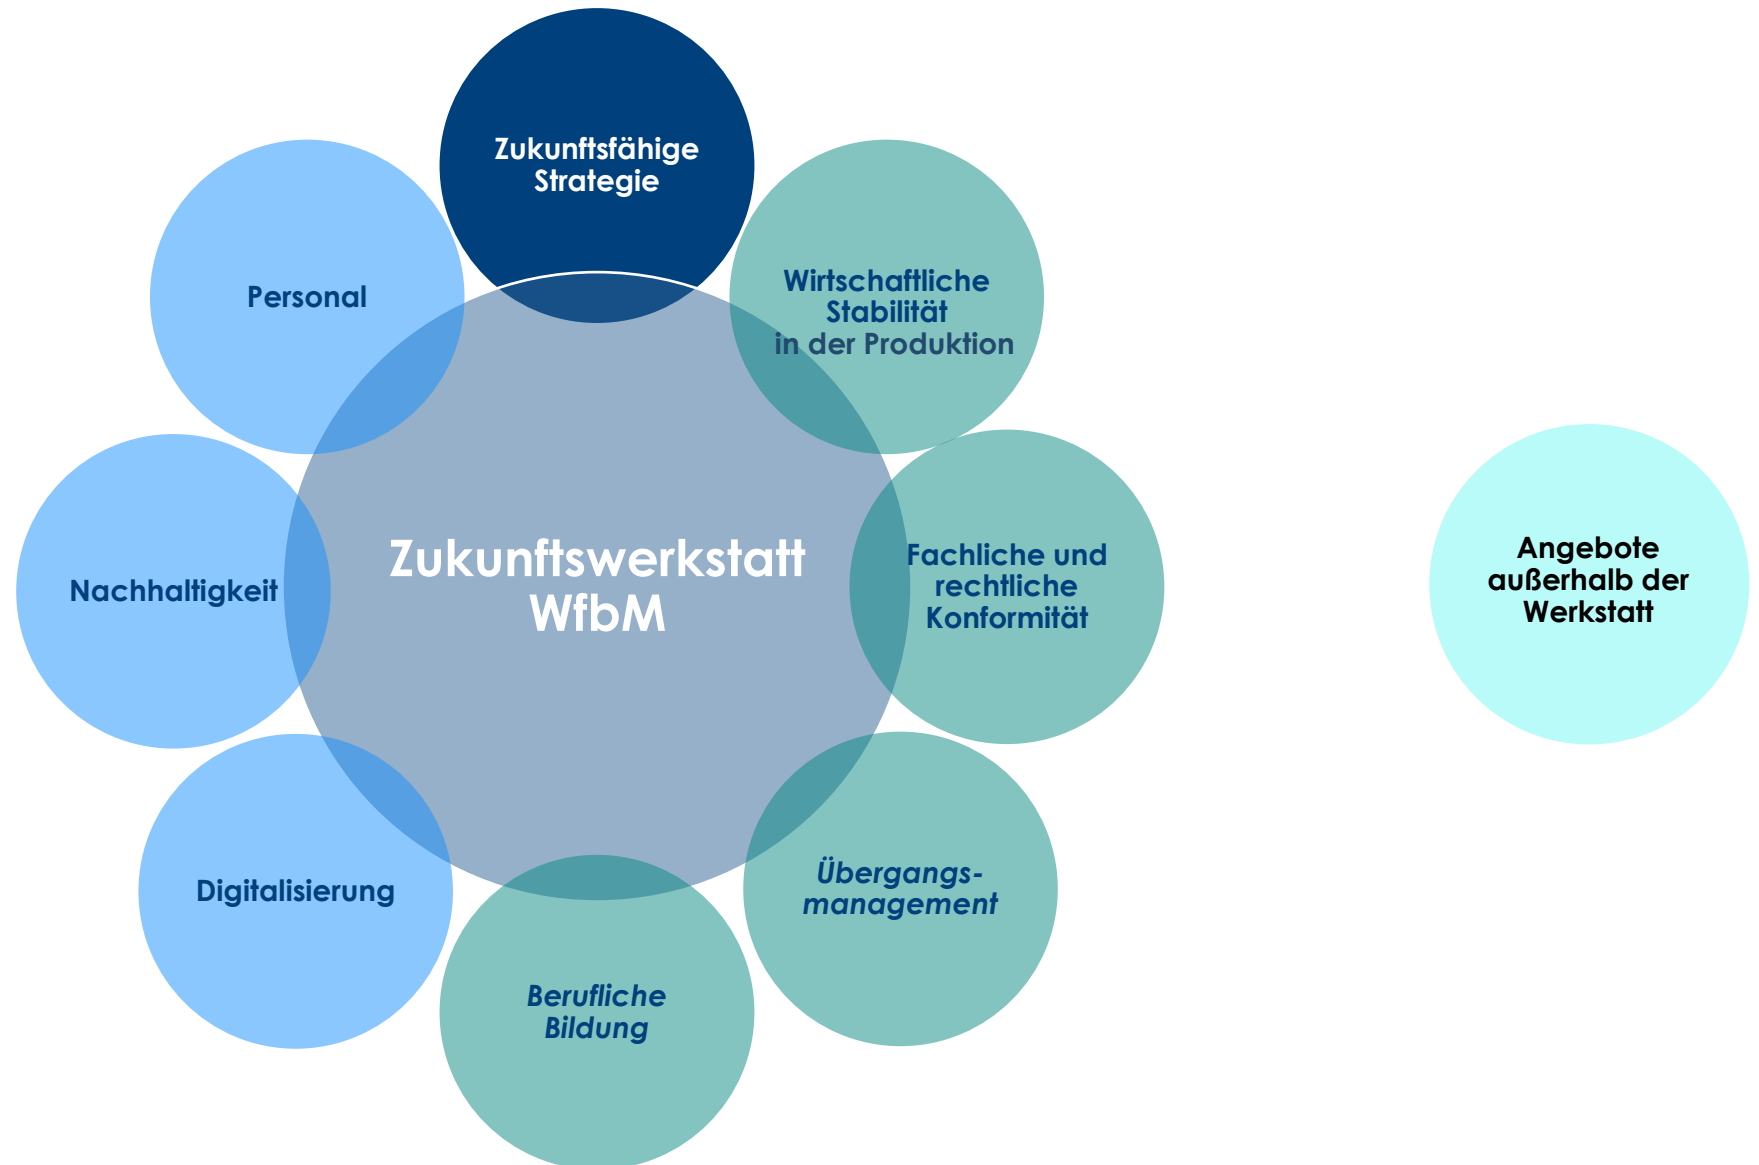 Zukunftsfähige
Strategie
Wirtschaftliche
Stabilität
in der Produktion
Personal
Zukunftswerkstatt
WfbM
Fachliche und
rechtliche
Konformität
Angebote
außerhalb der
Werkstatt
Nachhaltigkeit
Übergangs-
management
Digitalisierung
Berufliche
Bildung